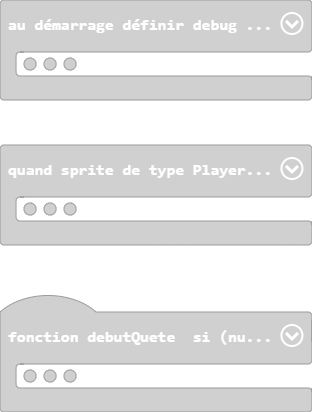 au démarrage définir debug ...
quand sprite de type Player...
fonction debutQuete si (nu...